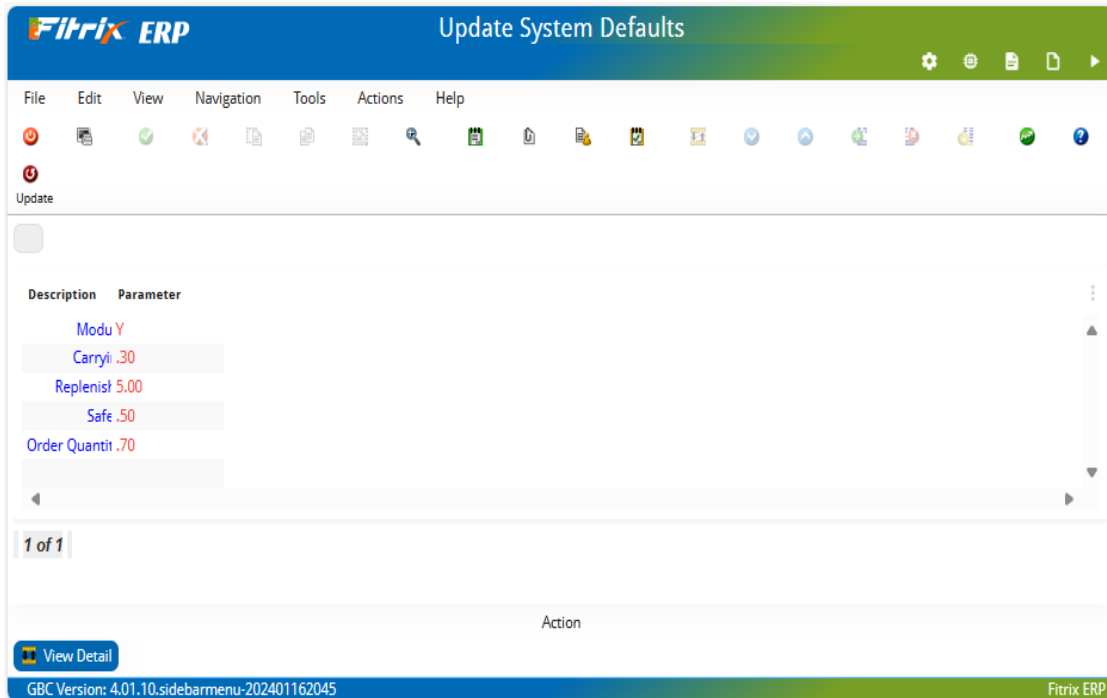 Fitrix ERP Update System Defaults
File Edit View Navigation Tools Actions Help
Update
Description Parameter
Modu Y
Carryi .30
Replenish 5.00
Safe .50
Order Quantit .70
1 of 1
Action
View Detail
GBC Version: 4.01.10.sidebarmenu-202401162045 Fitrix ERP